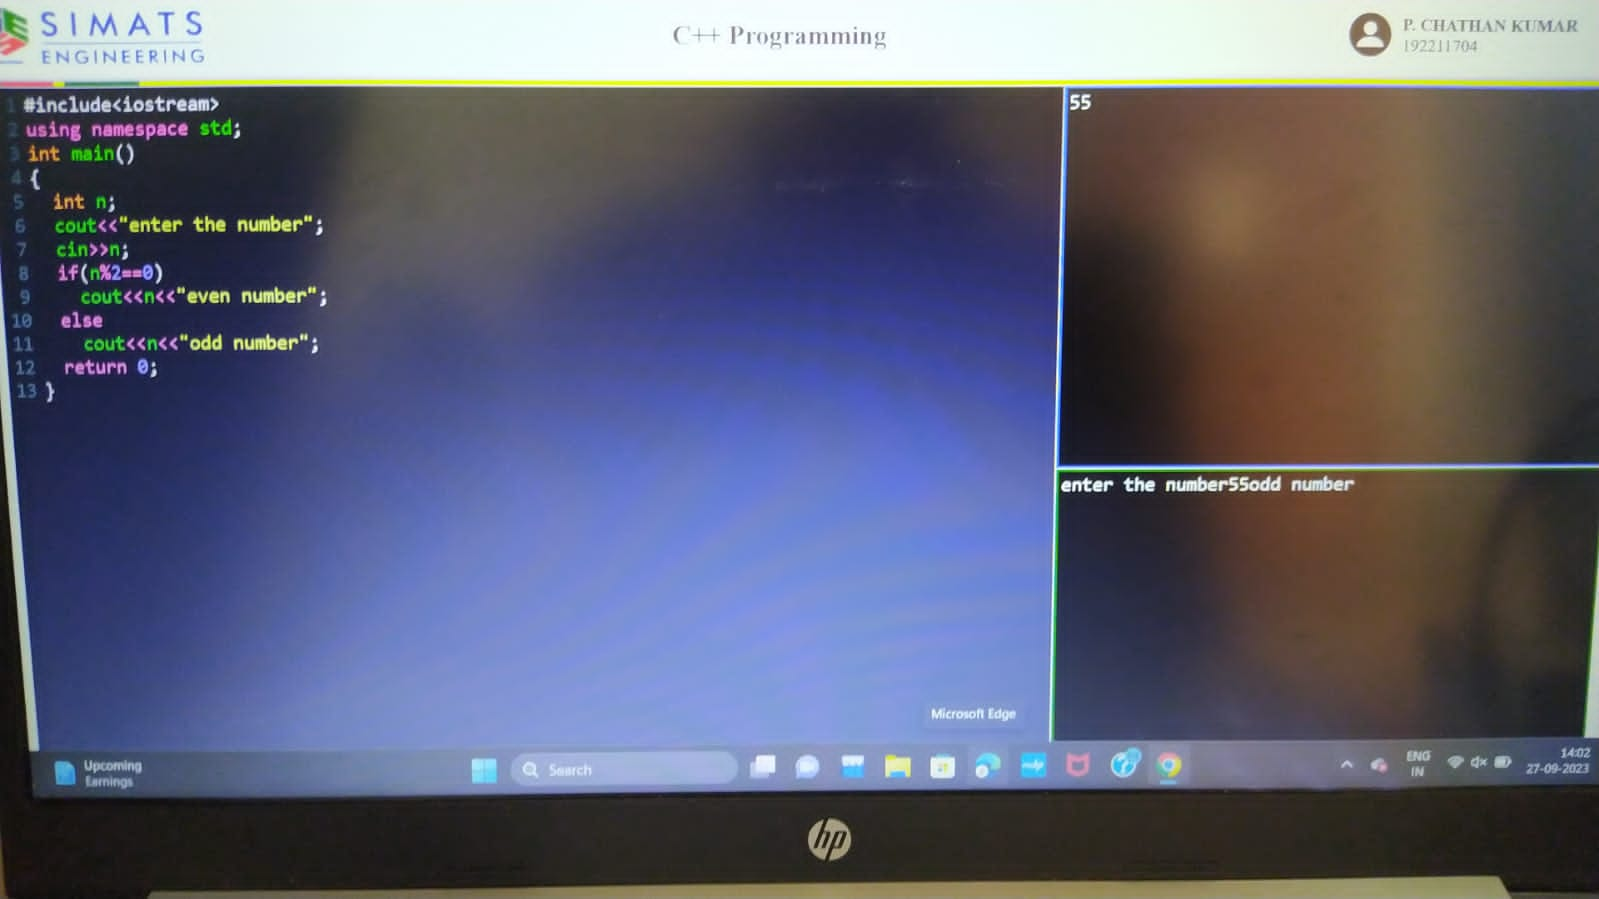 SIMATS
ENGINEERING
C++ Programming
P. CHATHAN KUMAR
192211704
1 #include<iostream>
2 using namespace std;
3 int main()
4 {
5 int n;
6 cout<<"enter the number";
7 cin>>n;
8 if(n%2==0)
9 cout<<n<<"even number";
10 else
11 cout<<n<<"odd number";
12 return 0;
13 }
55
enter the number55odd number
Microsoft Edge
Upcoming
Earnings
Search
ENG
IN
14:02
27-09-2023
hp